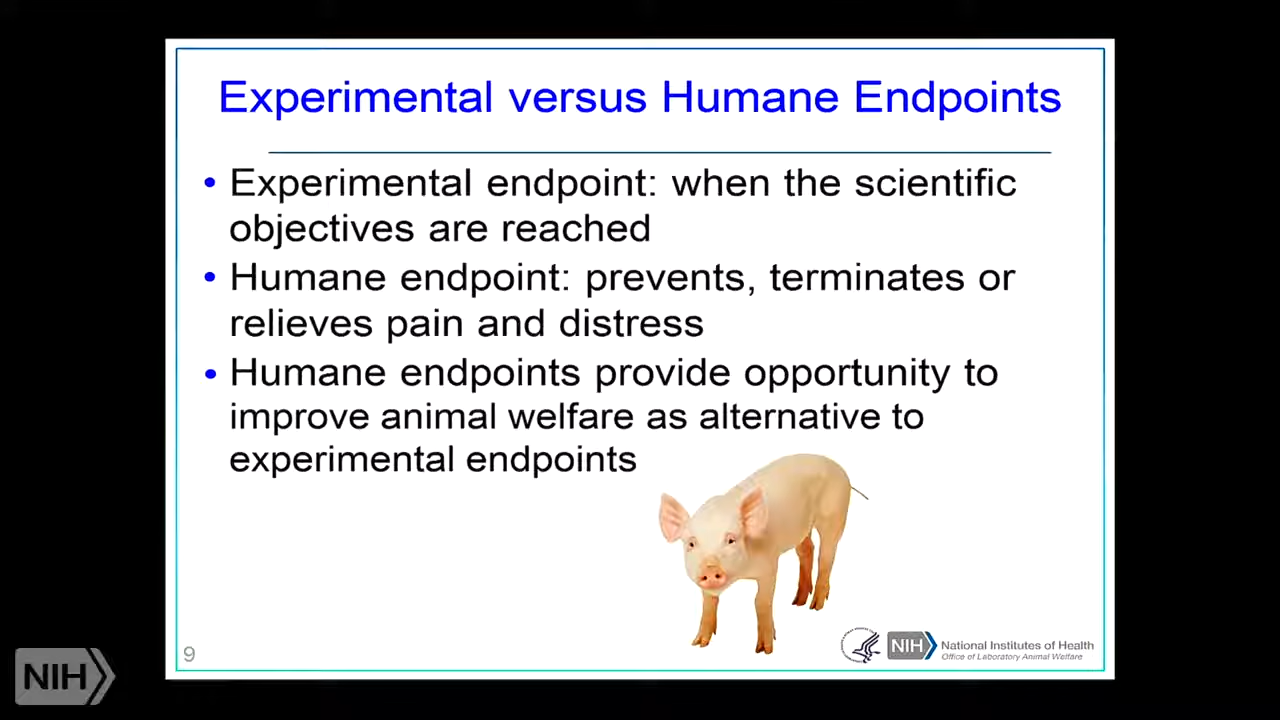 Experimental versus Humane Endpoints
• Experimental endpoint: when the scientific
objectives are reached
• Humane endpoint: prevents, terminates or
relieves pain and distress
• Humane endpoints provide opportunity to
improve animal welfare as alternative to
experimental endpoints
9
NIH
National Institutes of Health
Office of Laboratory Animal Welfare
NIH